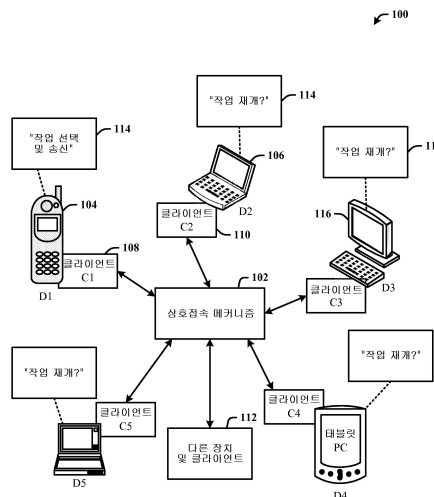 100
"작업 재개?"
114
"작업 선택
및 송신"
114
"작업 재개?"
106
104
116
D2
클라이언트
C2
110
108
클라이언트
C1
D1
102
클라이언트
C3
D3
상호접속 메커니즘
"작업 재개?"
"작업 재개?"
클라이언트
C5
112
클라이언트
C4
다른 장치
및 클라이언트
태블릿
PC
D5
D4